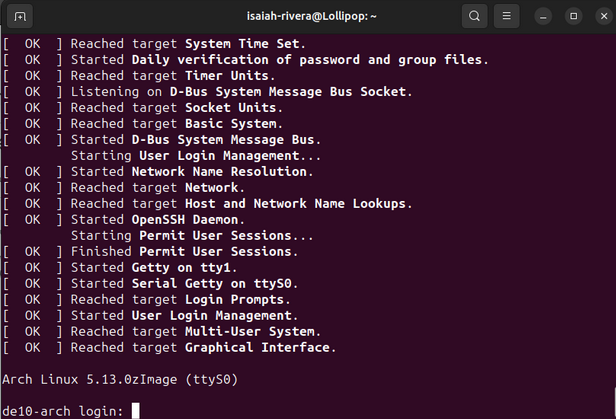 isaiah-rivera@Lollipop: ~
[  OK  ] Reached target System Time Set.
[  OK  ] Started Daily verification of password and group files.
[  OK  ] Reached target Timer Units.
[  OK  ] Listening on D-Bus System Message Bus Socket.
[  OK  ] Reached target Socket Units.
[  OK  ] Reached target Basic System.
[  OK  ] Started D-Bus System Message Bus.
         Starting User Login Management...
[  OK  ] Started Network Name Resolution.
[  OK  ] Reached target Network.
[  OK  ] Reached target Host and Network Name Lookups.
[  OK  ] Started OpenSSH Daemon.
         Starting Permit User Sessions...
[  OK  ] Finished Permit User Sessions.
[  OK  ] Started Getty on tty1.
[  OK  ] Started Serial Getty on ttyS0.
[  OK  ] Reached target Login Prompts.
[  OK  ] Started User Login Management.
[  OK  ] Reached target Multi-User System.
[  OK  ] Reached target Graphical Interface.
Arch Linux 5.13.0zImage (ttyS0)
de10-arch login: